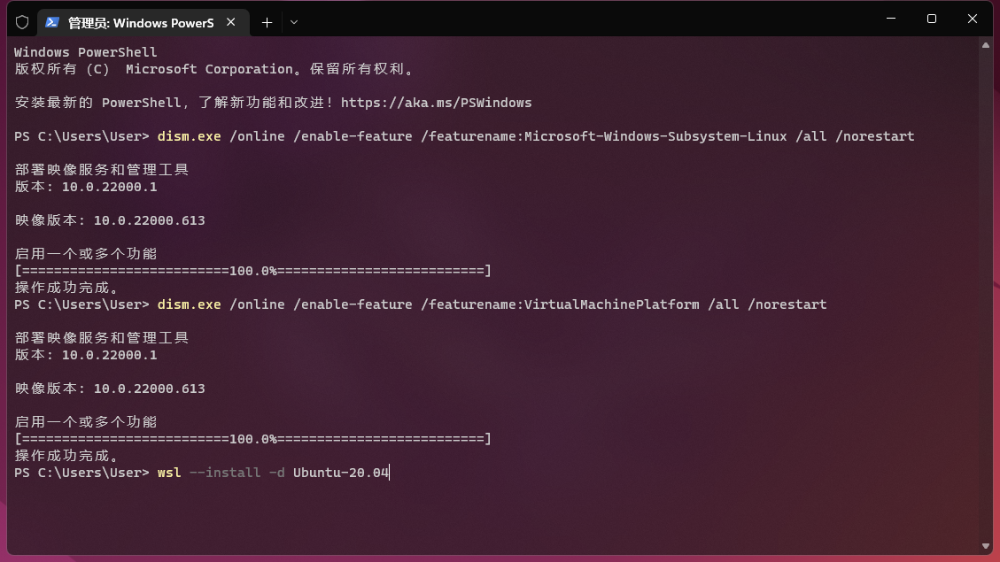 管理员: Windows PowerS
Windows PowerShell
版权所有 (C)  Microsoft Corporation。保留所有权利。
安装最新的 PowerShell，了解新功能和改进！https://aka.ms/PSWindows
PS C:\Users\User> dism.exe /online /enable-feature /featurename:Microsoft-Windows-Subsystem-Linux /all /norestart
部署映像服务和管理工具
版本: 10.0.22000.1
映像版本: 10.0.22000.613
启用一个或多个功能
[==========================100.0%==========================]
操作成功完成。
PS C:\Users\User> dism.exe /online /enable-feature /featurename:VirtualMachinePlatform /all /norestart
部署映像服务和管理工具
版本: 10.0.22000.1
映像版本: 10.0.22000.613
启用一个或多个功能
[==========================100.0%==========================]
操作成功完成。
PS C:\Users\User> wsl --install -d Ubuntu-20.04